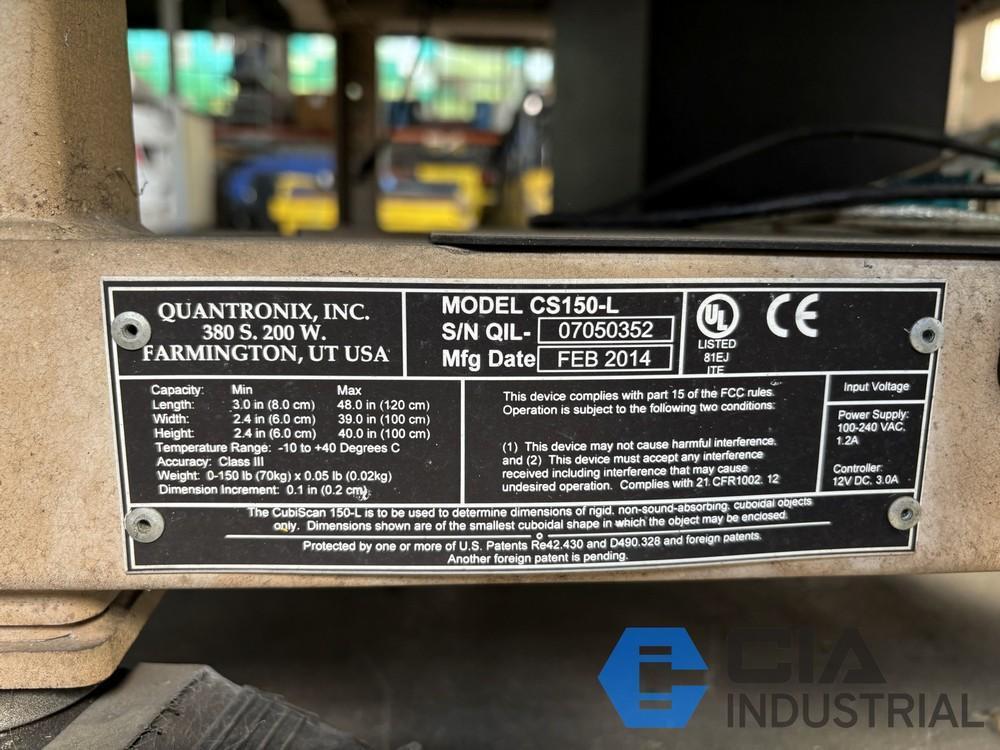 QUANTRONIX, INC.
380 S. 200 W.
FARMINGTON, UT USA
MODEL CS150-L
S/N QIL- 07050352
Mfg Date FEB 2014
UL
LISTED
81EJ
ITE
CE
Capacity: Min Max
Length: 3.0 in (8.0 cm) 48.0 in (120 cm)
Width: 2.4 in (6.0 cm) 39.0 in (100 cm)
Height: 2.4 in (6.0 cm) 40.0 in (100 cm)
Temperature Range: -10 to +40 Degrees C
Accuracy: Class III
Weight: 0-150 lb (70kg) x 0.05 lb (0.02kg)
Dimension Increment: 0.1 in (0.2 cm)
This device complies with part 15 of the FCC rules.
Operation is subject to the following two conditions:
(1) This device may not cause harmful interference.
and (2) This device must accept any interference
received including interference that may cause
undesired operation. Complies with 21 CFR1002. 12
Input Voltage
Power Supply:
100-240 VAC,
1.2A
Controller:
12V DC, 3.0A
The CubiScan 150-L is to be used to determine dimensions of rigid, non-sound-absorbing, cuboidal objects
only. Dimensions shown are of the smallest cuboidal shape in which the object may be enclosed.
Protected by one or more of U.S. Patents Re42.430 and D490.328 and foreign patents.
Another foreign patent is pending.
CIA
INDUSTRIAL